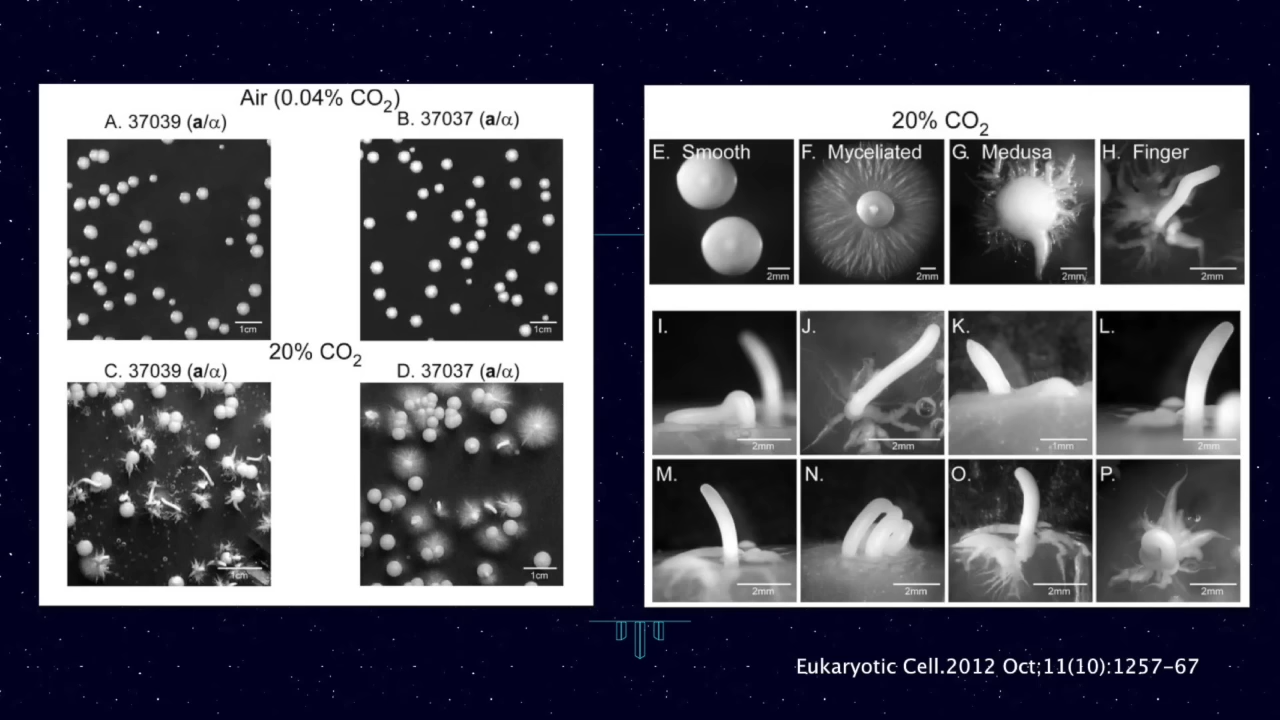 Air (0.04% CO₂)
A. 37039 (a/α)
B. 37037 (a/α)
1cm
1cm
20% CO₂
C. 37039 (a/α)
D. 37037 (a/α)
1cm
1cm
20% CO₂
E. Smooth
F. Myceliated
G. Medusa
H. Finger
2mm
2mm
2mm
2mm
I.
J.
K.
L.
2mm
2mm
1mm
2mm
M.
N.
O.
P.
2mm
2mm
2mm
2mm
Eukaryotic Cell.2012 Oct;11(10):1257–67